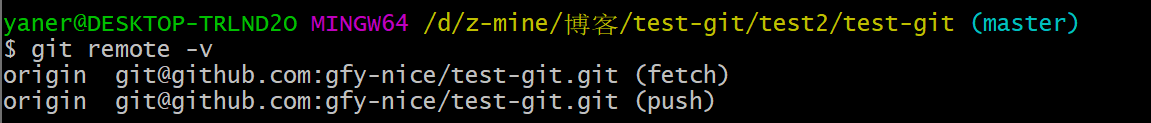 yaner@DESKTOP-TRLND2O MINGW64 /d/z-mine/博客/test-git/test2/test-git (master)
$ git remote -v
origin  git@github.com:gfy-nice/test-git.git (fetch)
origin  git@github.com:gfy-nice/test-git.git (push)